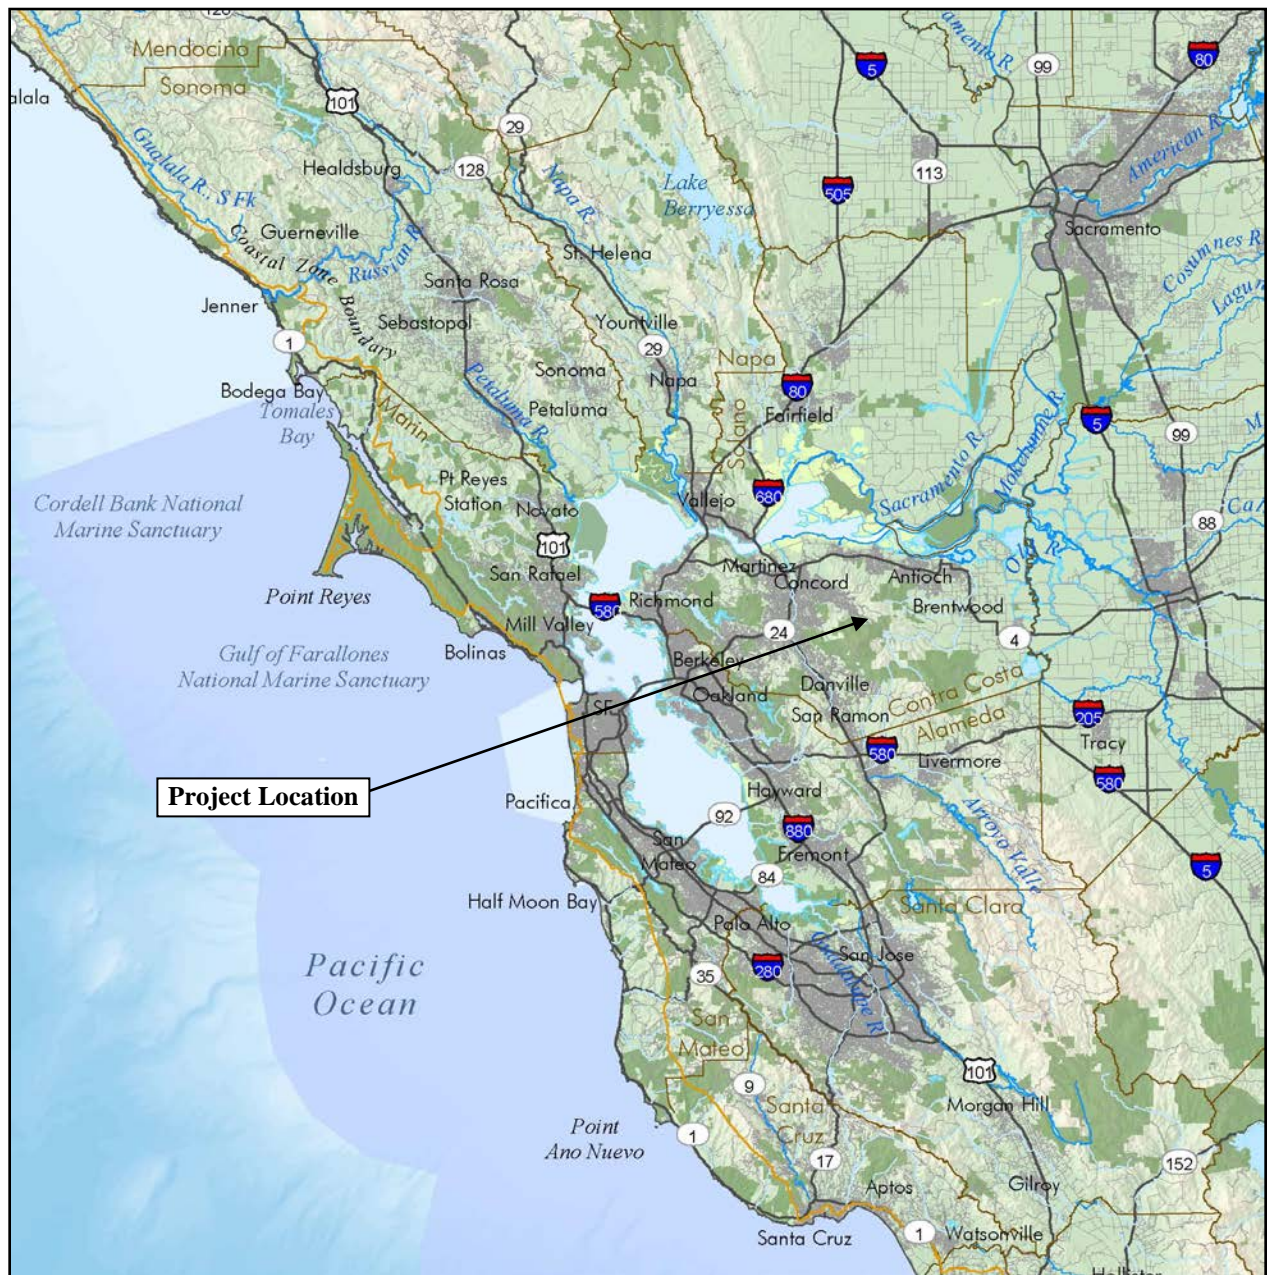 Mendocino
Sonoma
101
29
128
5
99
80
113
505
American R.
Gualala R., S Fk
Healdsburg
Napa R.
Lake
Berryessa
Sacramento
Guerneville
St. Helena
Cosumnes R.
Coastal Zone Boundary
Russian R.
Santa Rosa
Jenner
Sebastopol
Yountville
1
29
Napa
Sonoma
Napa
80
Bodega Bay
Petaluma R.
Petaluma
Solano
Fairfield
Mokelumne R.
5
99
Tomales
Bay
Marin
Pt Reyes
Station
Novato
Vallejo
680
Sacramento R.
Cordell Bank National
Marine Sanctuary
88
101
Martinez
Concord
Antioch
Old R.
San Rafael
Point Reyes
580
Richmond
Brentwood
Mill Valley
24
4
Bolinas
Berkeley
Gulf of Farallones
National Marine Sanctuary
Oakland
Danville
Contra Costa
SF
San Ramon
Alameda
205
Tracy
580
Livermore
580
Project Location
Pacifica
Hayward
92
880
Arroyo Valle
San
Mateo
Fremont
5
84
Half Moon Bay
Santa Clara
Palo Alto
Guadalupe R
San Jose
Pacific
Ocean
35
280
San
Mateo
101
9
Morgan Hill
Santa
Cruz
Point
Ano Nuevo
1
17
152
Aptos
Gilroy
Santa Cruz
1
Watsonville